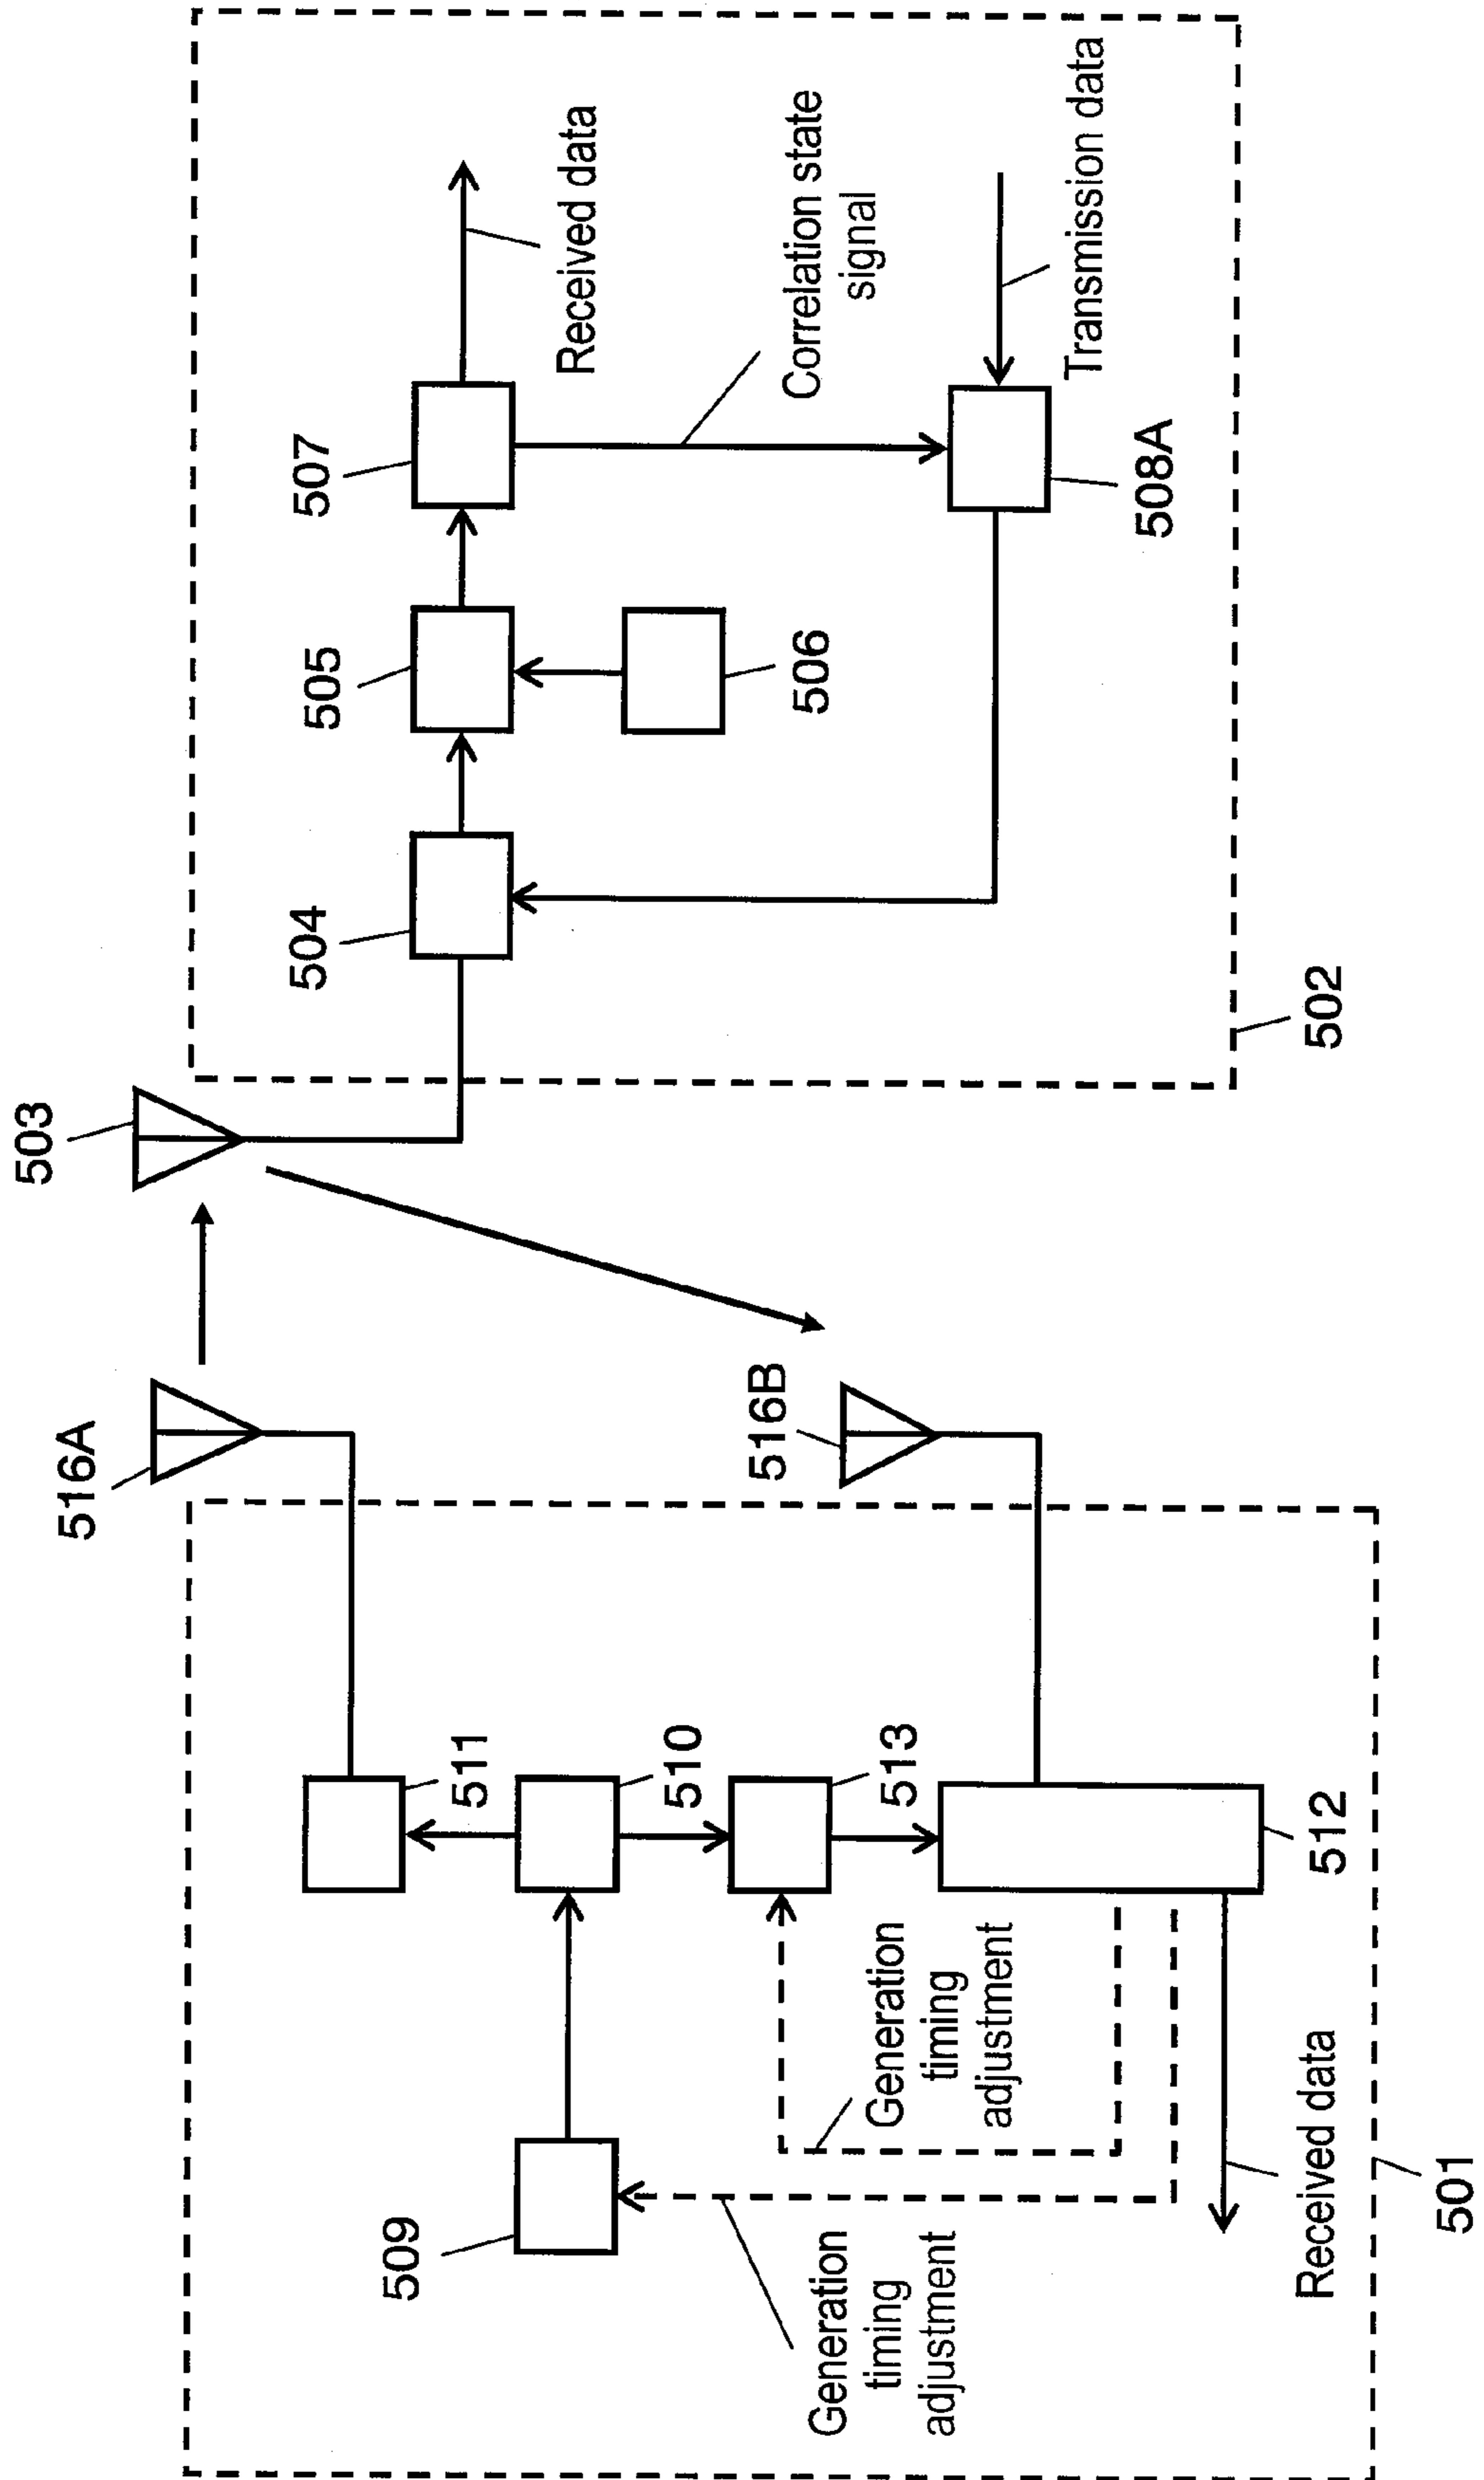 503
516A
504
505
507
Received data
506
Correlation state
signal
Transmission data
508A
502
516B
511
510
513
512
509
Generation
timing
adjustment
Generation
timing
adjustment
Received data
501